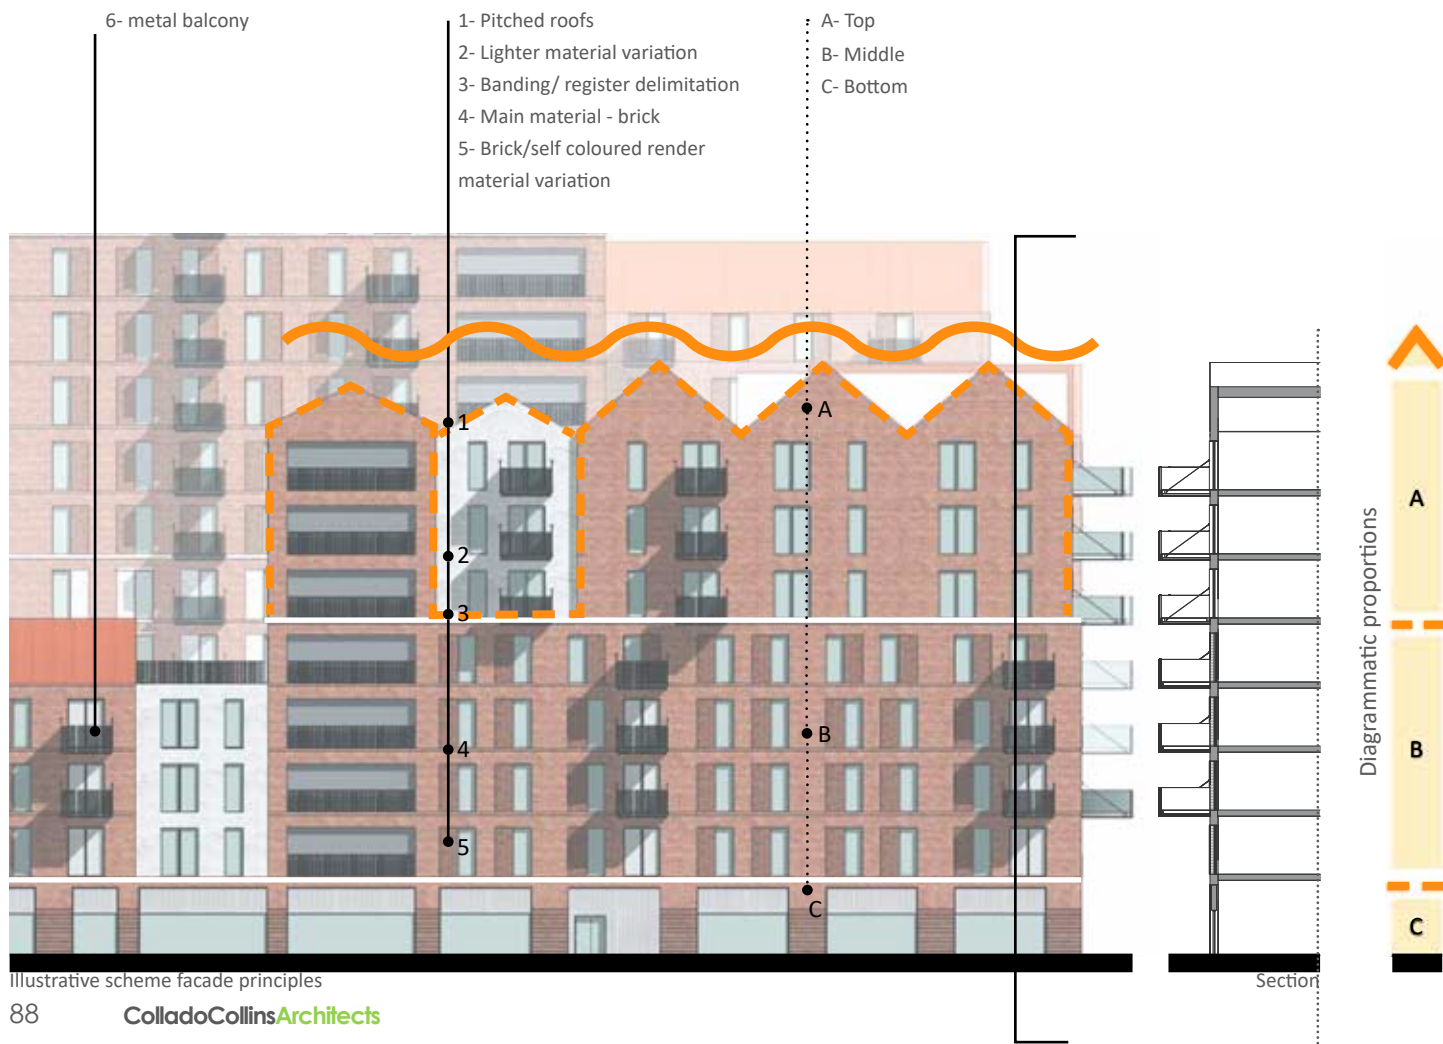 6- metal balcony
1- Pitched roofs
2- Lighter material variation
3- Banding/ register delimitation
4- Main material - brick
5- Brick/self coloured render
material variation
A- Top
B- Middle
C- Bottom
1
2
3
4
5
A
B
C
Diagrammatic proportions
A
B
C
Illustrative scheme facade principles
Section
88
ColladoCollinsArchitects